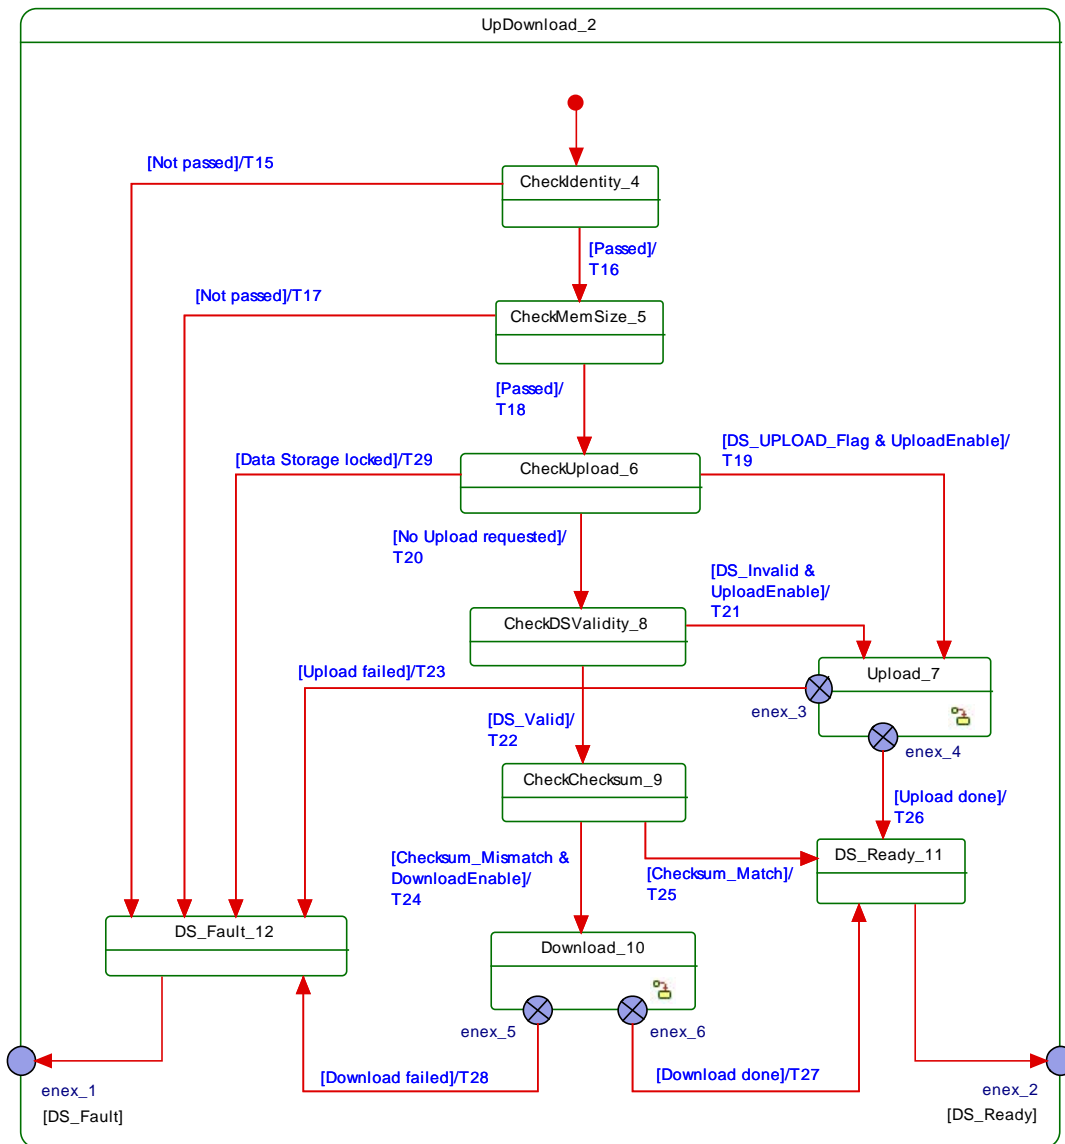 UpDownload_2
[Not passed]/T15
CheckIdentity_4
[Passed]/
T16
[Not passed]/T17
CheckMemSize_5
[Passed]/
T18
[DS_UPLOAD_Flag & UploadEnable]/
T19
[Data Storage locked]/T29
CheckUpload_6
[No Upload requested]/
T20
[DS_Invalid &
UploadEnable]/
T21
CheckDSValidity_8
[Upload failed]/T23
Upload_7
enex_3
[DS_Valid]/
T22
enex_4
CheckChecksum_9
[Upload done]/
T26
[Checksum_Mismatch &
DownloadEnable]/
T24
[Checksum_Match]/
T25
DS_Ready_11
DS_Fault_12
Download_10
enex_5
enex_6
[Download failed]/T28
[Download done]/T27
enex_1
[DS_Fault]
enex_2
[DS_Ready]